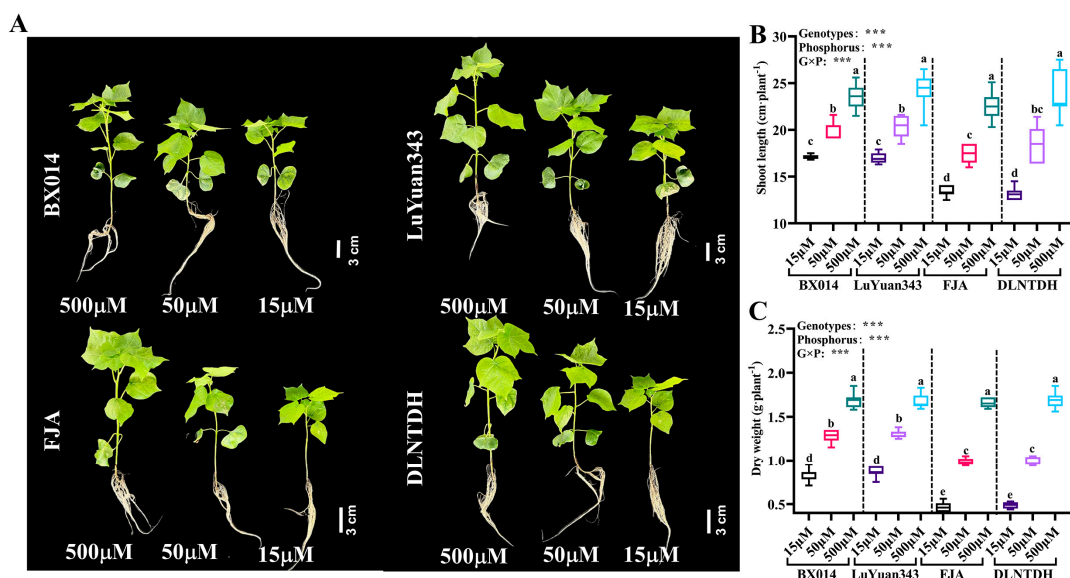 A
BX014
500μM 50μM 15μM
3 cm
LuYuan343
500μM 50μM 15μM
3 cm
FJA
500μM 50μM 15μM
3 cm
DLNTDH
500μM 50μM 15μM
3 cm
B
Genotypes: ***
Phosphorus: ***
G×P: ***
Shoot length (cm·plant⁻¹)
30
25
20
15
10
c b a c b a d c a d bc a
15μM 50μM 500μM 15μM 50μM 500μM 15μM 50μM 500μM 15μM 50μM 500μM
BX014 LuYuan343 FJA DLNTDH
C
Genotypes: ***
Phosphorus: ***
G×P: ***
Dry weight (g·plant⁻¹)
2.5
2.0
1.5
1.0
0.5
d b a d b a e c a e c a
15μM 50μM 500μM 15μM 50μM 500μM 15μM 50μM 500μM 15μM 50μM 500μM
BX014 LuYuan343 FJA DLNTDH